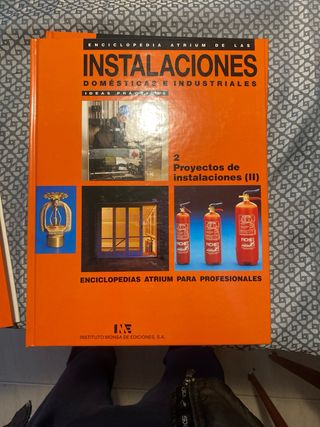 ENCICLOPEDIA ATRIUM DE LAS
INSTALACIONES
DOMÉSTICAS E INDUSTRIALES
IDEAS PRÁCTICAS
2
Proyectos de
instalaciones (II)
ENCICLOPEDIAS ATRIUM PARA PROFESIONALES
INSTITUTO MONSA DE EDICIONES, S.A.